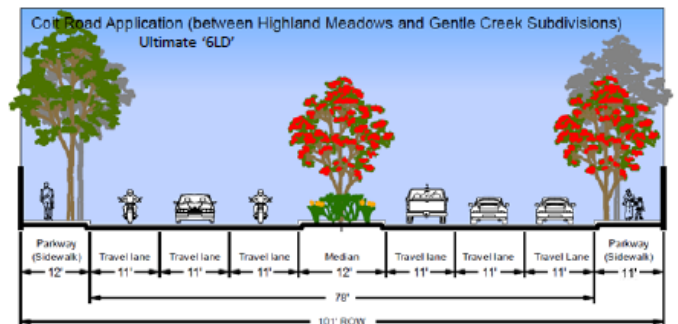 Coit Road Application (between Highland Meadows and Gentle Creek Subdivisions)
Ultimate '6LD'
Parkway
(Sidewalk)
12'
Travel lane
11'
Travel lane
11'
Travel lane
11'
Median
12'
Travel lane
11'
Travel lane
11'
Travel Lane
11'
Parkway
(Sidewalk)
11'
78'
101' ROW